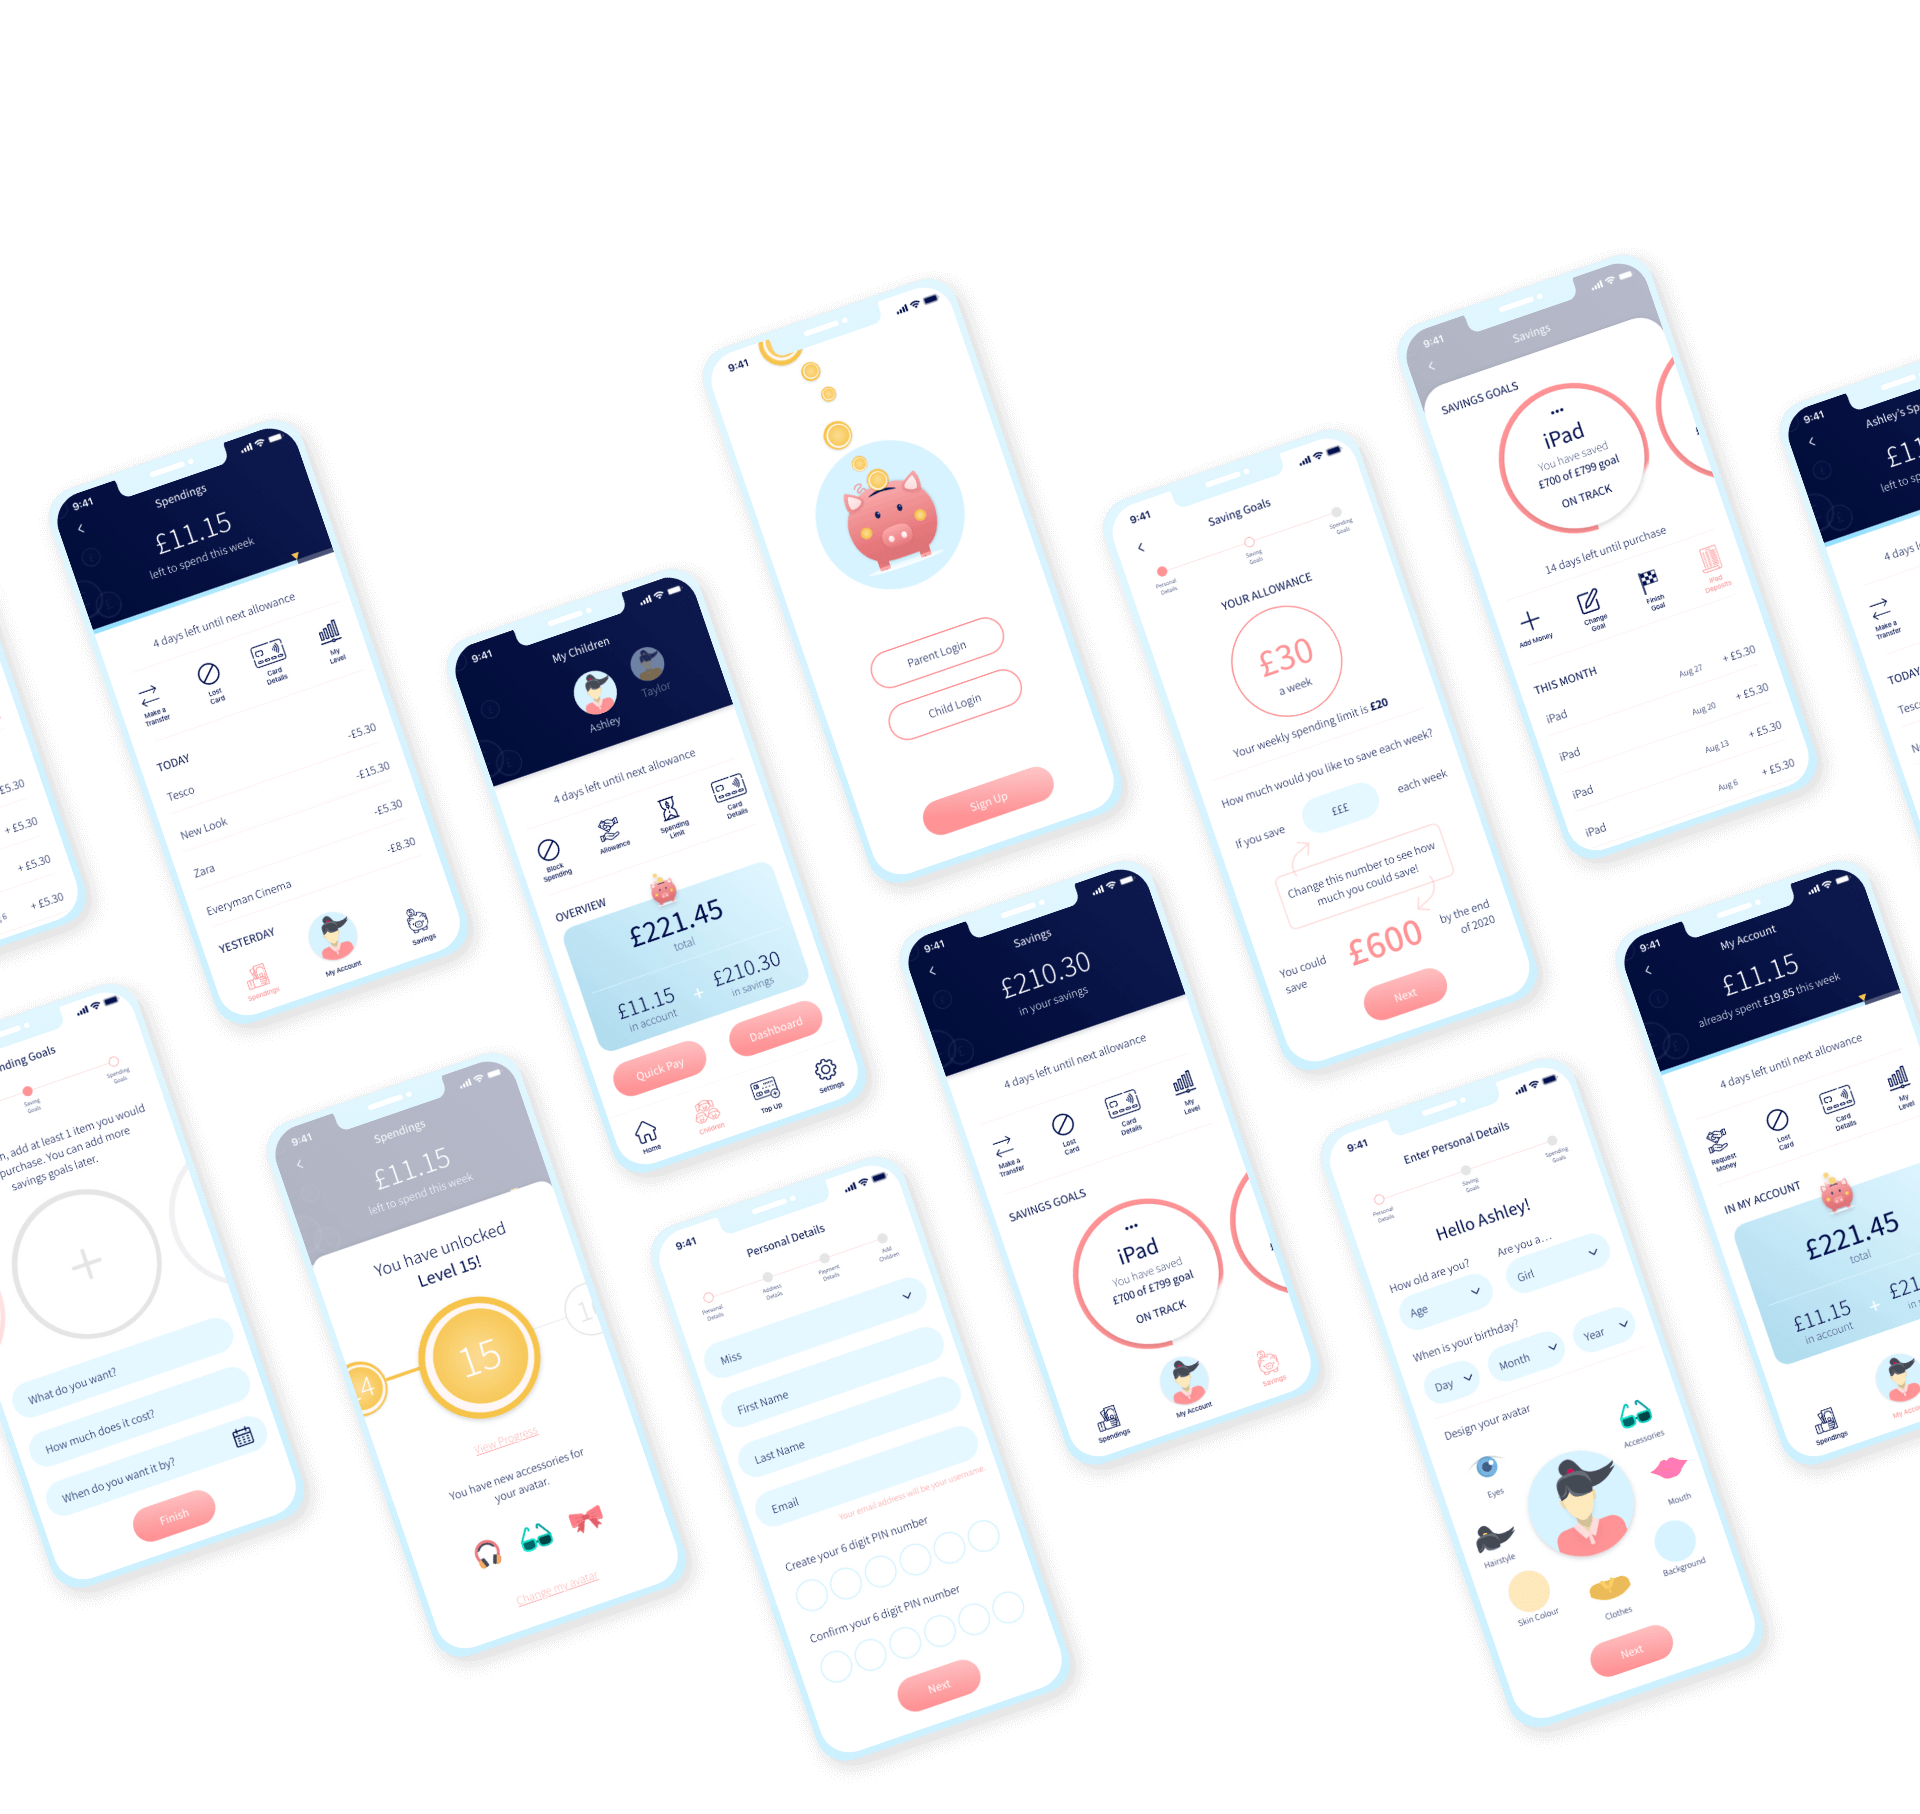 £5.30
+ £5.30
+ £5.30
6
+ £5.30
9:41
Spendings
£11.15
left to spend this week
4 days left until next allowance
Make a
Transfer
Lost
Card
Card
Details
My
Level
TODAY
-£5.30
Tesco
-£15.30
New Look
-£5.30
Zara
-£8.30
Everyman Cinema
YESTERDAY
Spendings
My Account
Savings
nding Goals
Saving
Goals
Spending
Goals
n, add at least 1 item you would
purchase. You can add more
savings goals later.
+
What do you want?
How much does it cost?
When do you want it by?
Finish
9:41
Spendings
£11.15
left to spend this week
You have unlocked
Level 15!
14
15
1
View Progress
You have new accessories for
your avatar.
Change my avatar
9:41
My Children
Ashley
Taylor
4 days left until next allowance
Block
Spending
Allowance
Spending
Limit
Card
Details
OVERVIEW
£221.45
total
£11.15
in account
+
£210.30
in savings
Quick Pay
Dashboard
Home
Children
Top Up
Settings
9:41
Parent Login
Child Login
Sign Up
9:41
Personal Details
Personal
Details
Address
Details
Payment
Details
Add
Children
Miss
First Name
Last Name
Email
Your email address will be your username.
Create your 6 digit PIN number
Confirm your 6 digit PIN number
Next
9:41
Savings
£210.30
in your savings
4 days left until next allowance
Make a
Transfer
Lost
Card
Card
Details
My
Level
SAVINGS GOALS
iPad
You have saved
£700 of £799 goal
ON TRACK
Spendings
My Account
Savings
9:41
Saving Goals
Personal
Details
Saving
Goals
Spending
Goals
YOUR ALLOWANCE
£30
a week
Your weekly spending limit is £20
How much would you like to save each week?
If you save
£££
each week
Change this number to see how
much you could save!
You could
save
£600
by the end
of 2020
Next
9:41
Enter Personal Details
Personal
Details
Saving
Goals
Spending
Goals
Hello Ashley!
How old are you?
Are you a...
Age
Girl
When is your birthday?
Day
Month
Year
Design your avatar
Accessories
Eyes
Mouth
Hairstyle
Background
Skin Colour
Clothes
Next
9:41
Savings
SAVINGS GOALS
iPad
You have saved
£700 of £799 goal
ON TRACK
14 days left until purchase
Add Money
Change
Goal
Finish
Goal
iPad
Deposits
THIS MONTH
iPad
Aug 27
+ £5.30
iPad
Aug 20
+ £5.30
iPad
Aug 13
+ £5.30
iPad
Aug 6
+ £5.30
9:41
My Account
£11.15
already spent £19.85 this week
4 days left until next allowance
Request
Money
Lost
Card
Card
Details
My
Level
IN MY ACCOUNT
£221.45
total
£11.15
in account
+
£21
in
Spendings
My Accou
9:41
Ashley's Sp
£11
left to sp
4 days l
Make a
Transfer
TODAY
Tesc
N